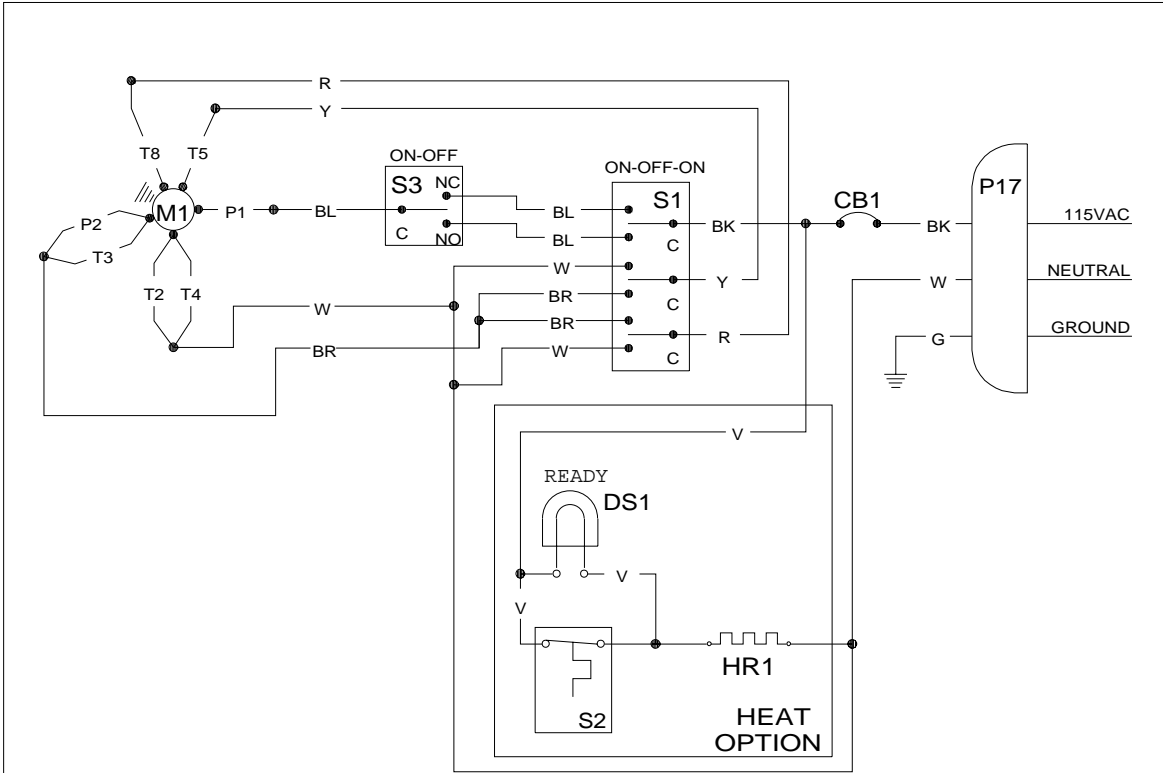 R
Y
T8
T5
ON-OFF
ON-OFF-ON
S3
NC
S1
CB1
P17
M1
P1
BL
BL
BK
BK
115VAC
P2
C
NO
BL
C
T3
W
Y
W
NEUTRAL
T2
T4
BR
C
W
BR
R
G
GROUND
BR
W
C
V
READY
DS1
V
V
HR1
S2
HEAT
OPTION